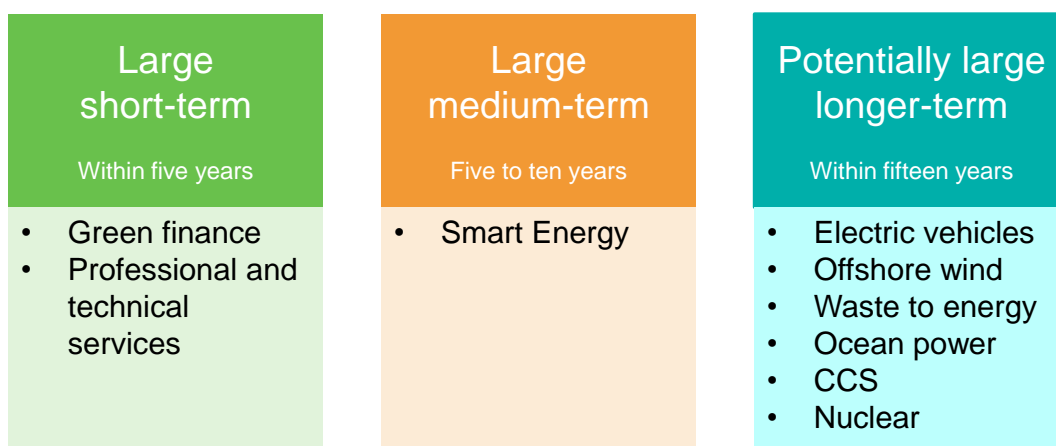 Large
short-term
Within five years
• Green finance
• Professional and
technical
services
Large
medium-term
Five to ten years
• Smart Energy
Potentially large
longer-term
Within fifteen years
• Electric vehicles
• Offshore wind
• Waste to energy
• Ocean power
• CCS
• Nuclear